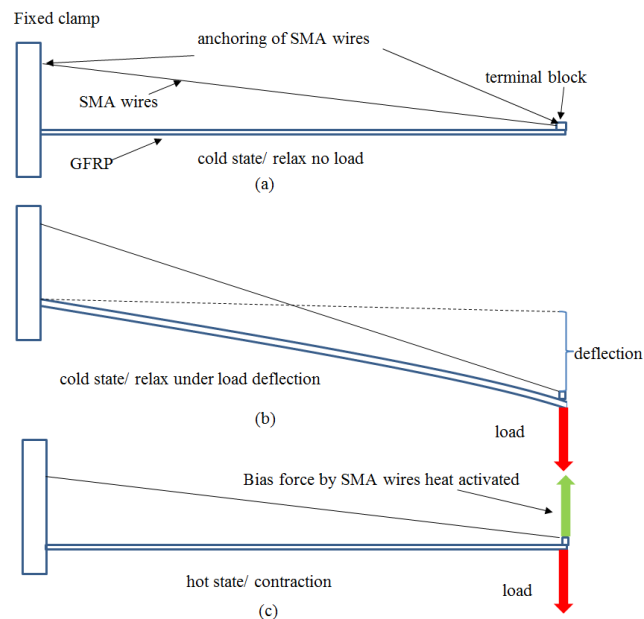 Fixed clamp
anchoring of SMA wires
terminal block
SMA wires
GFRP
cold state/ relax no load
(a)
deflection
cold state/ relax under load deflection
(b)
load
Bias force by SMA wires heat activated
hot state/ contraction
load
(c)